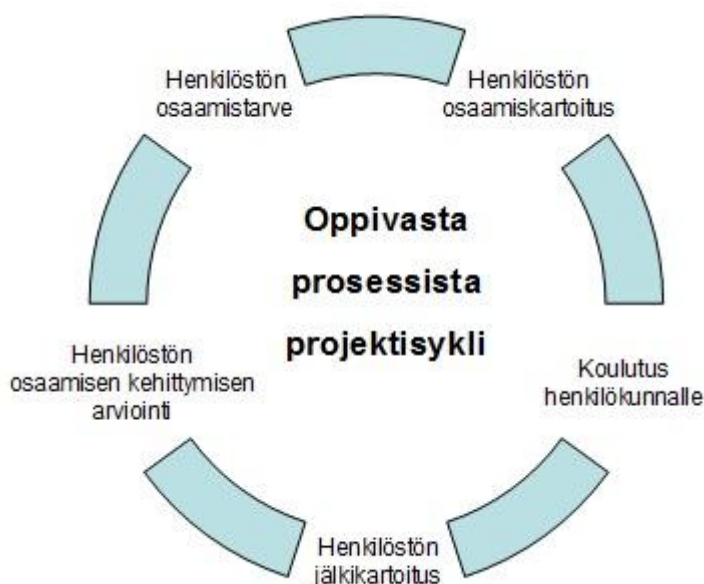 Henkilöstön
osaamistarve
Henkilöstön
osaamiskartoitus
Oppivasta
prosessista
projektisykli
Henkilöstön
osaamisen kehittymisen
arviointi
Koulutus
henkilökunnalle
Henkilöstön
jälkikartoitus